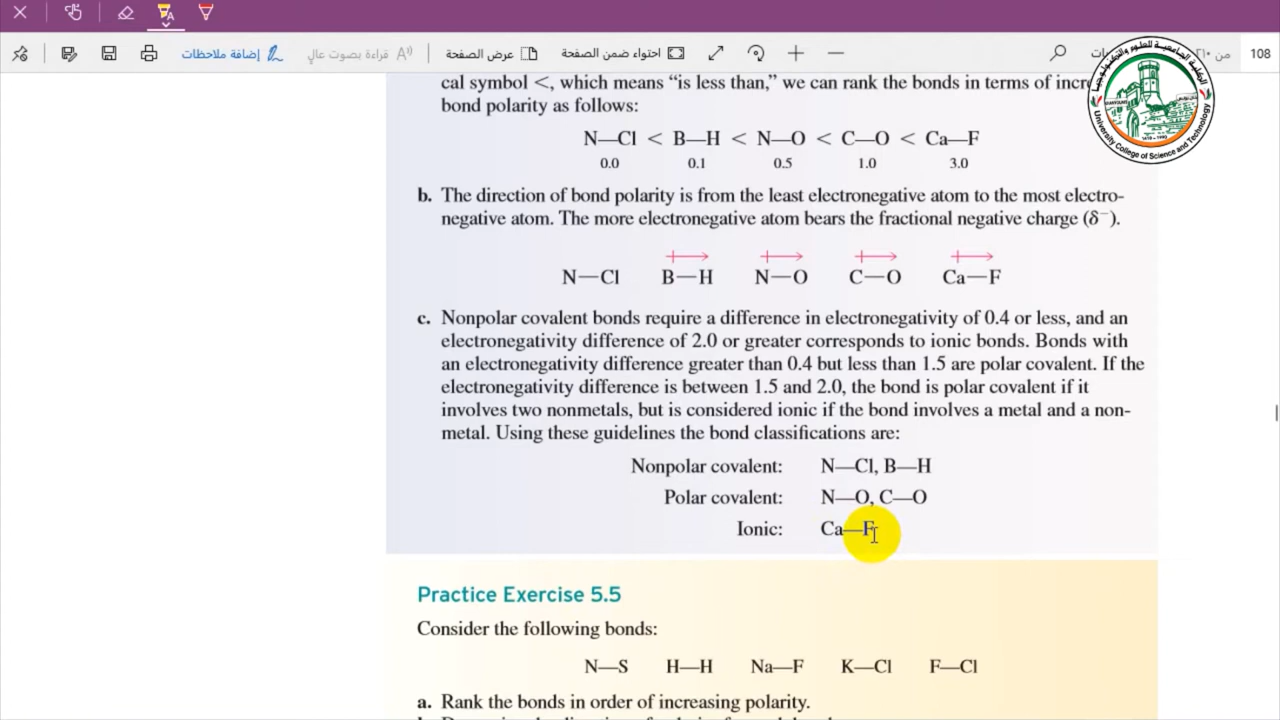 108
من ٢١٠
احتواء ضمن الصفحة
عرض الصفحة
قراءة بصوت عالٍ
إضافة ملاحظات
University College of Science and Technology
cal symbol <, which means “is less than,” we can rank the bonds in terms of
bond polarity as follows:
N—Cl < B—H < N—O < C—O < Ca—F
0.0 0.1 0.5 1.0 3.0
b. The direction of bond polarity is from the least electronegative atom to the most electro-
negative atom. The more electronegative atom bears the fractional negative charge (δ⁻).
N—Cl B—H N—O C—O Ca—F
c. Nonpolar covalent bonds require a difference in electronegativity of 0.4 or less, and an
electronegativity difference of 2.0 or greater corresponds to ionic bonds. Bonds with
an electronegativity difference greater than 0.4 but less than 1.5 are polar covalent. If the
electronegativity difference is between 1.5 and 2.0, the bond is polar covalent if it
involves two nonmetals, but is considered ionic if the bond involves a metal and a non-
metal. Using these guidelines the bond classifications are:
Nonpolar covalent: N—Cl, B—H
Polar covalent: N—O, C—O
Ionic: Ca—F
Practice Exercise 5.5
Consider the following bonds:
N—S H—H Na—F K—Cl F—Cl
a. Rank the bonds in order of increasing polarity.